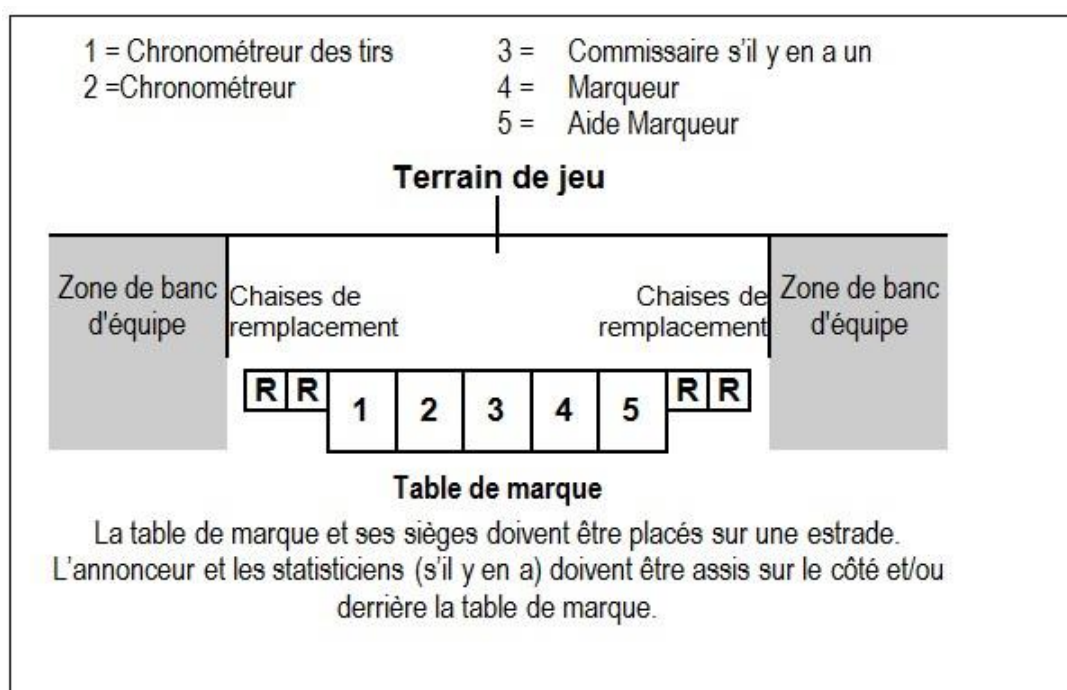 1 = Chronométreur des tirs
2 =Chronométreur
3 = Commissaire s'il y en a un
4 = Marqueur
5 = Aide Marqueur
Terrain de jeu
Zone de banc
d'équipe
Chaises de
remplacement
Chaises de
remplacement
Zone de banc
d'équipe
R R 1 2 3 4 5 R R
Table de marque
La table de marque et ses sièges doivent être placés sur une estrade.
L'annonceur et les statisticiens (s'il y en a) doivent être assis sur le côté et/ou
derrière la table de marque.